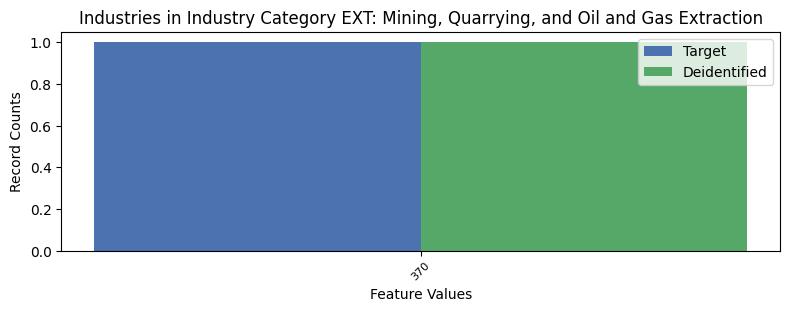 Industries in Industry Category EXT: Mining, Quarrying, and Oil and Gas Extraction
Target
Deidentified
Record Counts
1.0
0.8
0.6
0.4
0.2
0.0
370
Feature Values